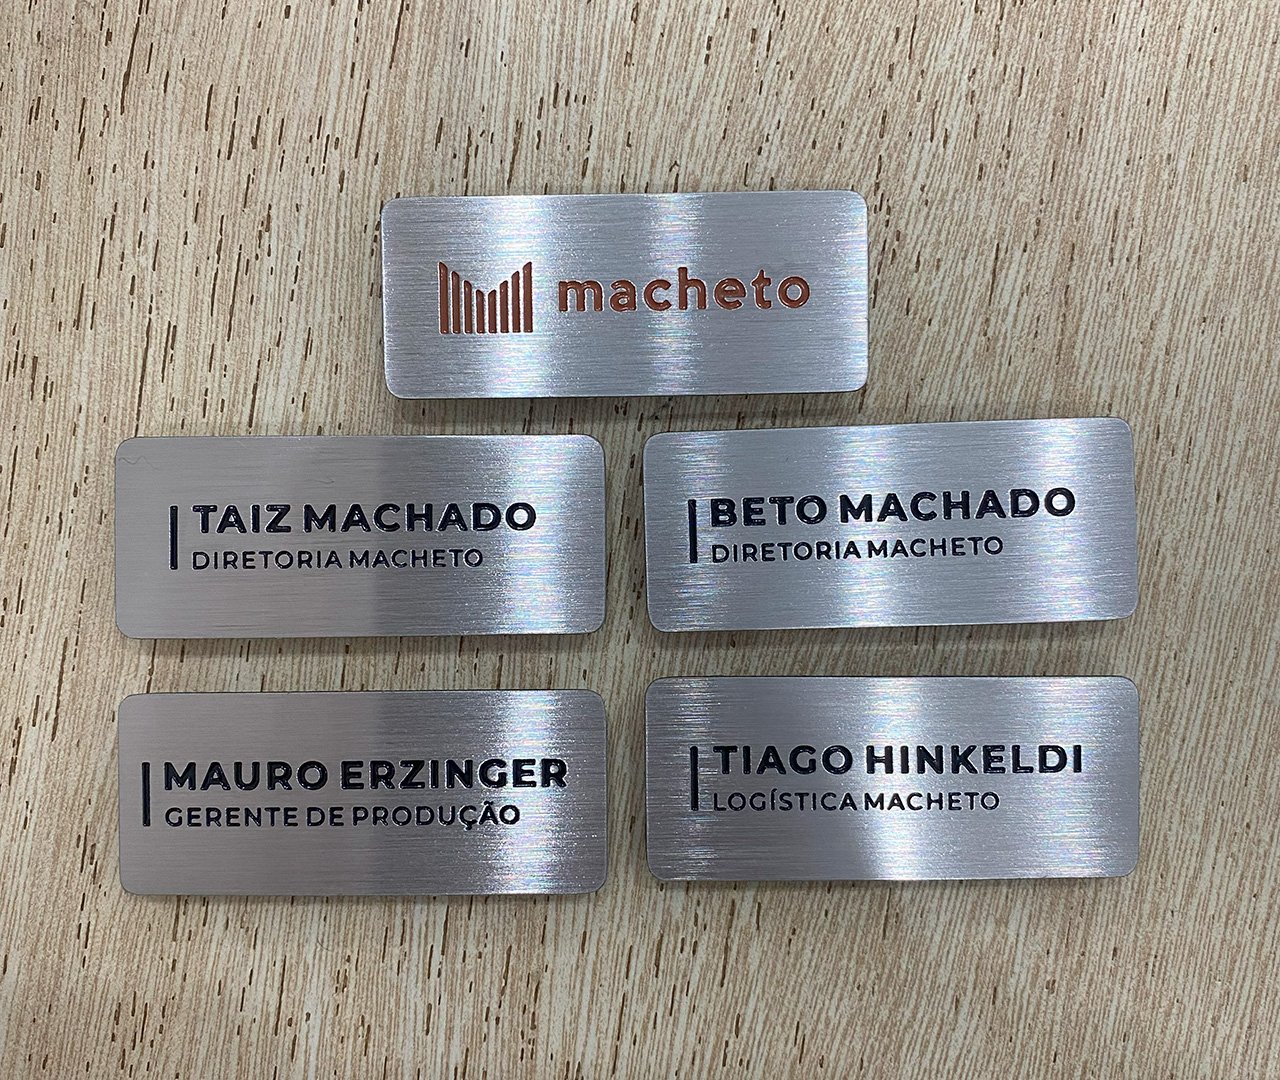 macheto
TAIZ MACHADO
DIRETORIA MACHETO
BETO MACHADO
DIRETORIA MACHETO
MAURO ERZINGER
GERENTE DE PRODUÇÃO
TIAGO HINKELDI
LOGÍSTICA MACHETO